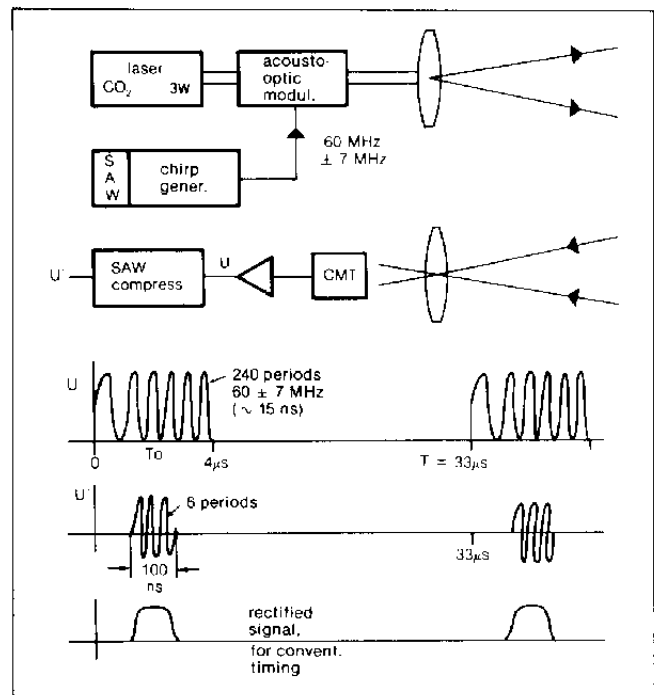 laser
CO₂ 3W
acousto-
optic
modul.
60 MHz
± 7 MHz
S
A
W
chirp
gener.
U'
SAW
compress
U
CMT
U
240 periods
60 ± 7 MHz
(~ 15 ns)
0
To
4μs
T = 33μs
U'
6 periods
33μs
100
ns
rectified
signal,
for convent.
timing